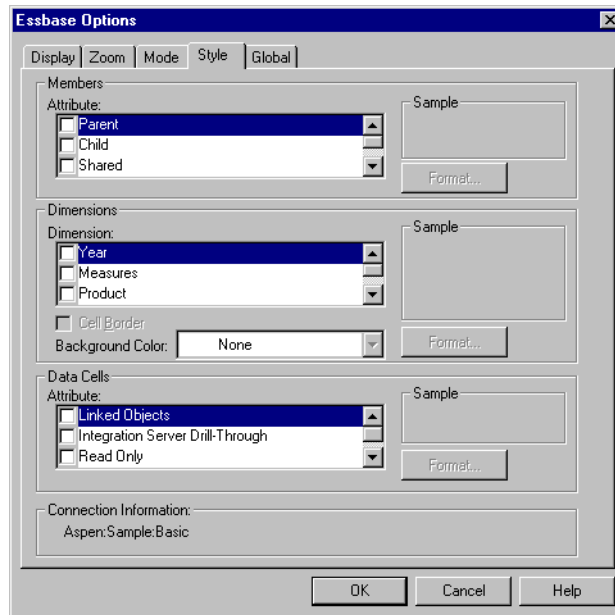 Essbase Options
Display Zoom Mode Style Global
Members
Attribute:
Parent
Child
Shared
Sample
Format...
Dimensions
Dimension:
Year
Measures
Product
Cell Border
Background Color: None
Sample
Format...
Data Cells
Attribute:
Linked Objects
Integration Server Drill-Through
Read Only
Sample
Format...
Connection Information:
Aspen:Sample:Basic
OK Cancel Help